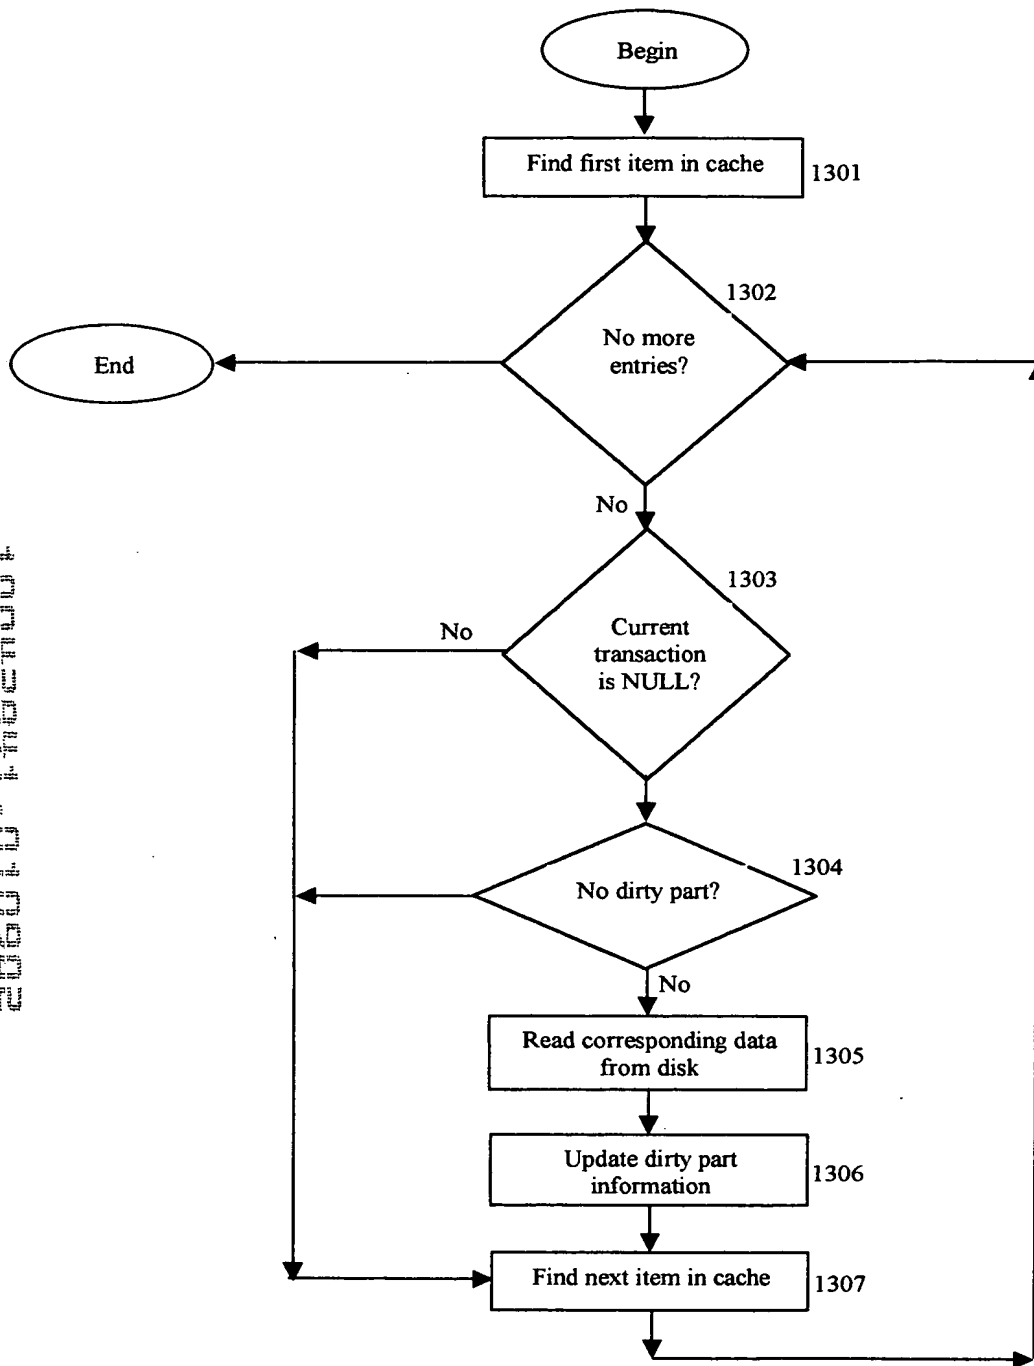 Begin
Find first item in cache
1301
1302
No more
entries?
End
No
1303
Current
transaction
is NULL?
No
1304
No dirty part?
No
Read corresponding data
from disk
1305
Update dirty part
information
1306
Find next item in cache
1307